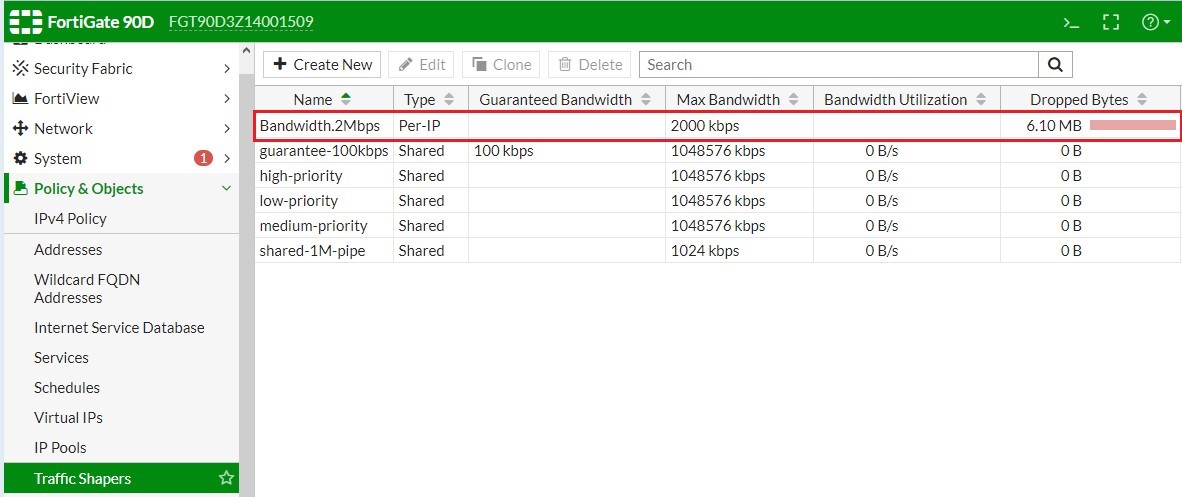 FortiGate 90D FGT90D3Z14001509
Security Fabric
FortiView
Network
System 1
Policy & Objects
IPv4 Policy
Addresses
Wildcard FQDN
Addresses
Internet Service Database
Services
Schedules
Virtual IPs
IP Pools
Traffic Shapers
Create New Edit Clone Delete Search
Name Type Guaranteed Bandwidth Max Bandwidth Bandwidth Utilization Dropped Bytes
Bandwidth.2Mbps Per-IP 2000 kbps 6.10 MB
guarantee-100kbps Shared 100 kbps 1048576 kbps 0 B/s 0 B
high-priority Shared 1048576 kbps 0 B/s 0 B
low-priority Shared 1048576 kbps 0 B/s 0 B
medium-priority Shared 1048576 kbps 0 B/s 0 B
shared-1M-pipe Shared 1024 kbps 0 B/s 0 B